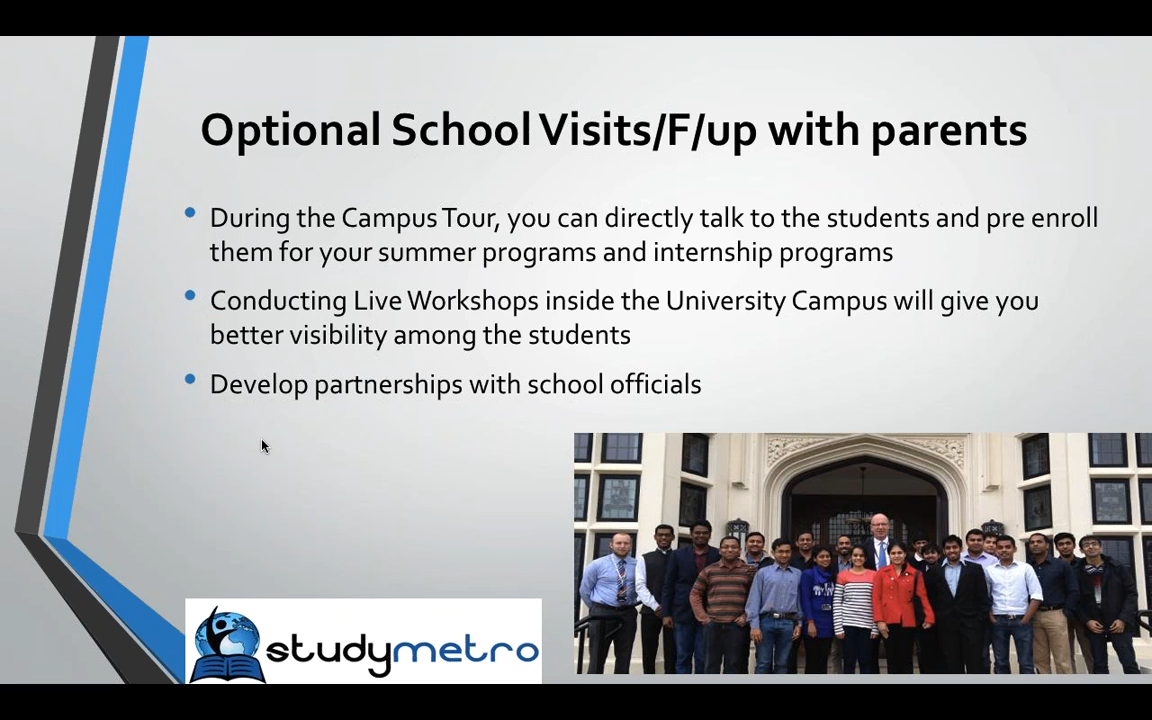 Optional School Visits/F/up with parents
During the Campus Tour, you can directly talk to the students and pre enroll
them for your summer programs and internship programs
Conducting Live Workshops inside the University Campus will give you
better visibility among the students
Develop partnerships with school officials
studymetro